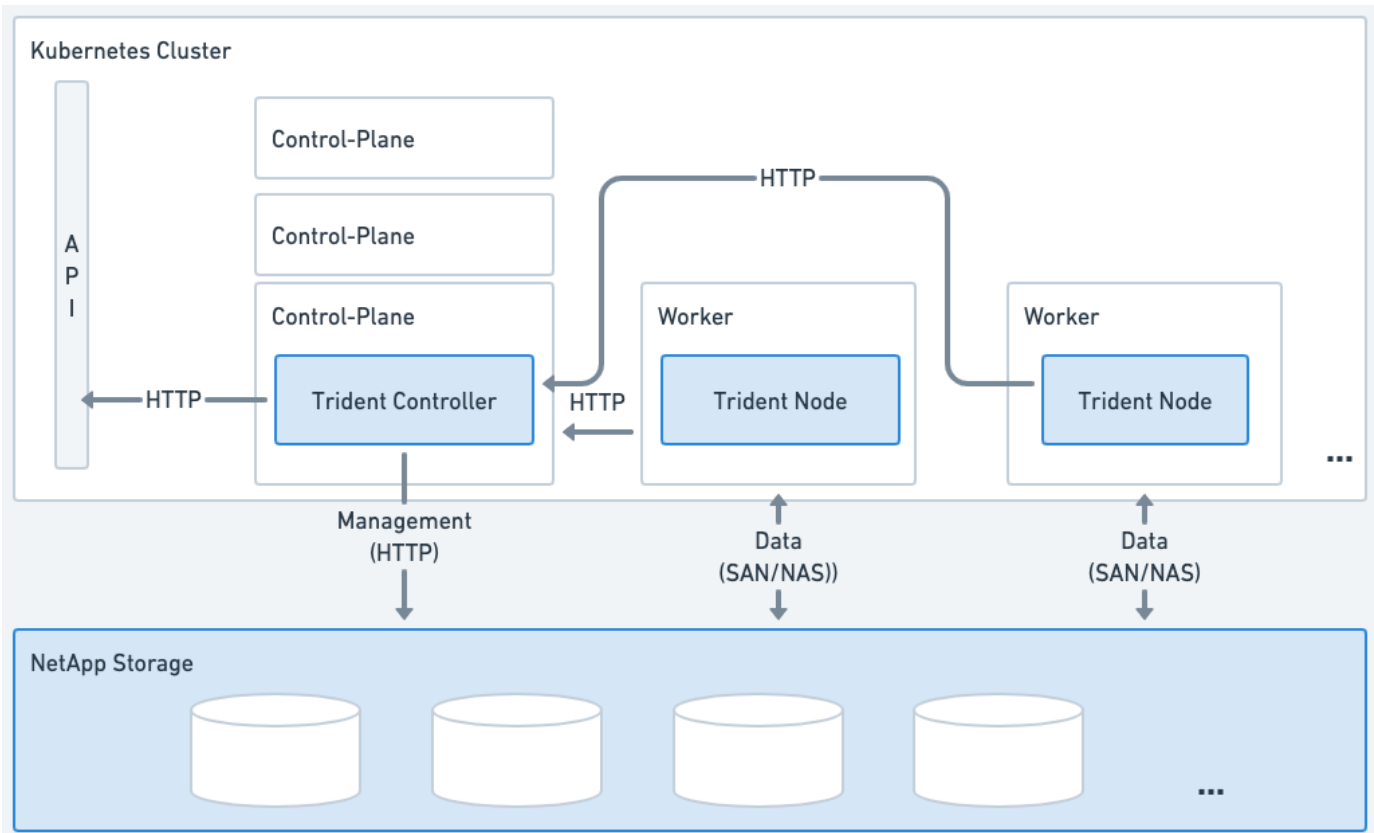 Kubernetes Cluster
Control-Plane
HTTP
Control-Plane
A
P
I
Control-Plane
Worker
Worker
HTTP
Trident Controller
HTTP
Trident Node
Trident Node
...
Management
(HTTP)
Data
(SAN/NAS))
Data
(SAN/NAS)
NetApp Storage
...